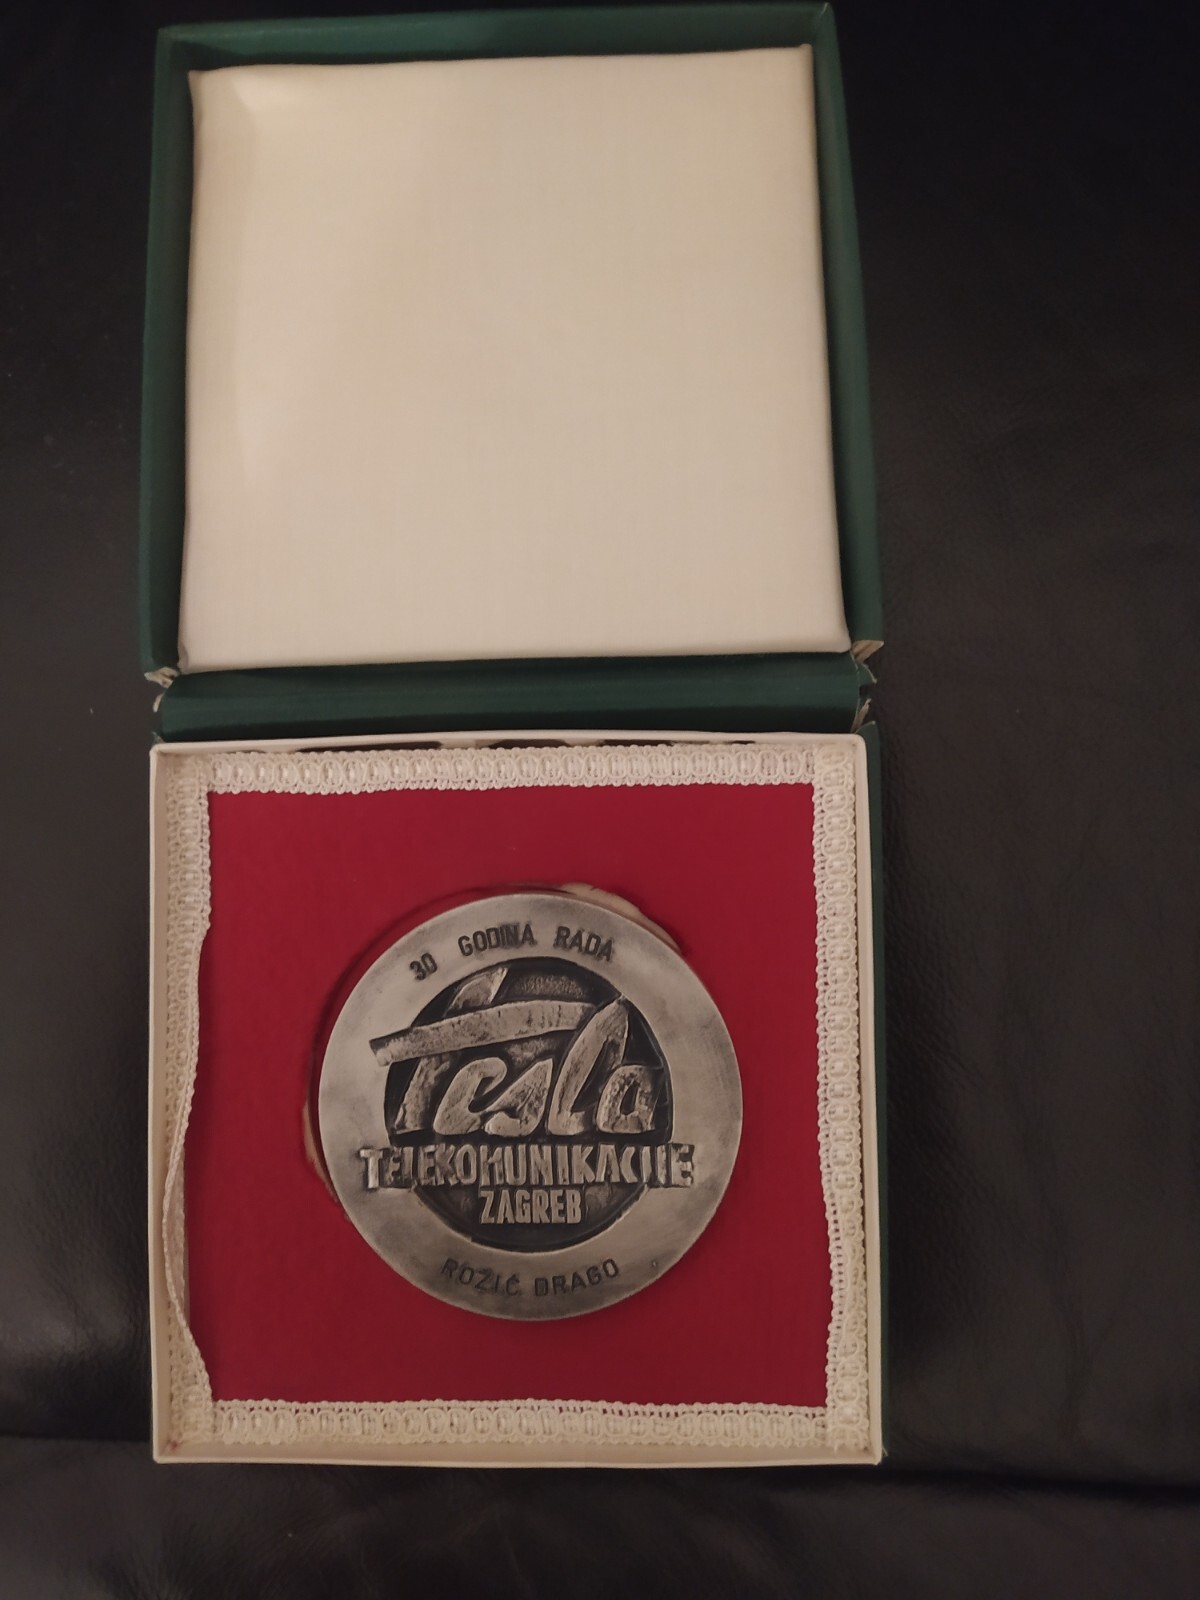 30 GODINA RADA
Tesla
TELEKOMUNIKACIJE
ZAGREB
ROŽIĆ DRAGO